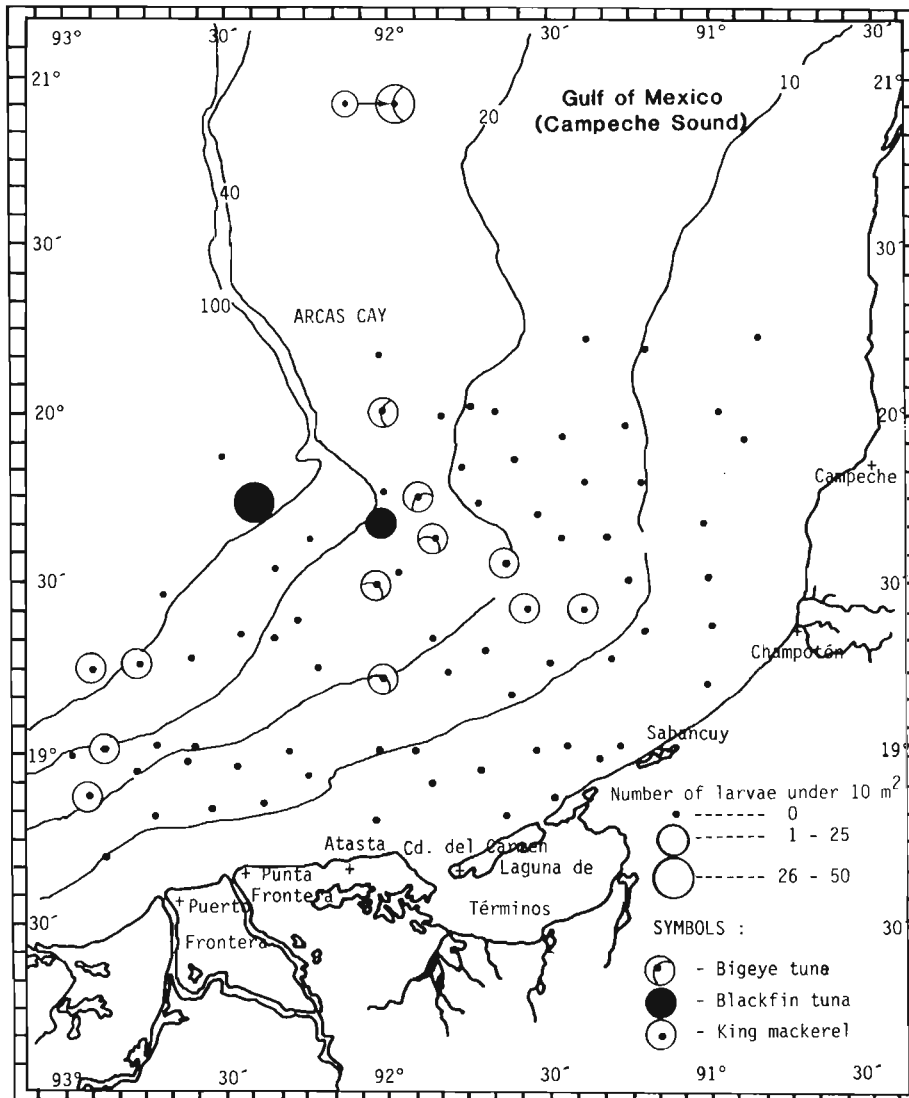 93° 30´ 92° 30´ 91° 30´
21° 21°
10
20
Gulf of Mexico
(Campeche Sound)
40
30´ 30´
100
ARCAS CAY
20° 20°
Campeche
30´ 30´
Champotón
Sabancuy
19° 19°
Number of larvae under 10 m²
0
1 - 25
26 - 50
Atasta
Cd. del Carmen
Punta
Frontera
Laguna de
Términos
Puerto
Frontera
30´ 30´
SYMBOLS :
- Bigeye tuna
- Blackfin tuna
- King mackerel
93° 30´ 92° 30´ 91° 30´